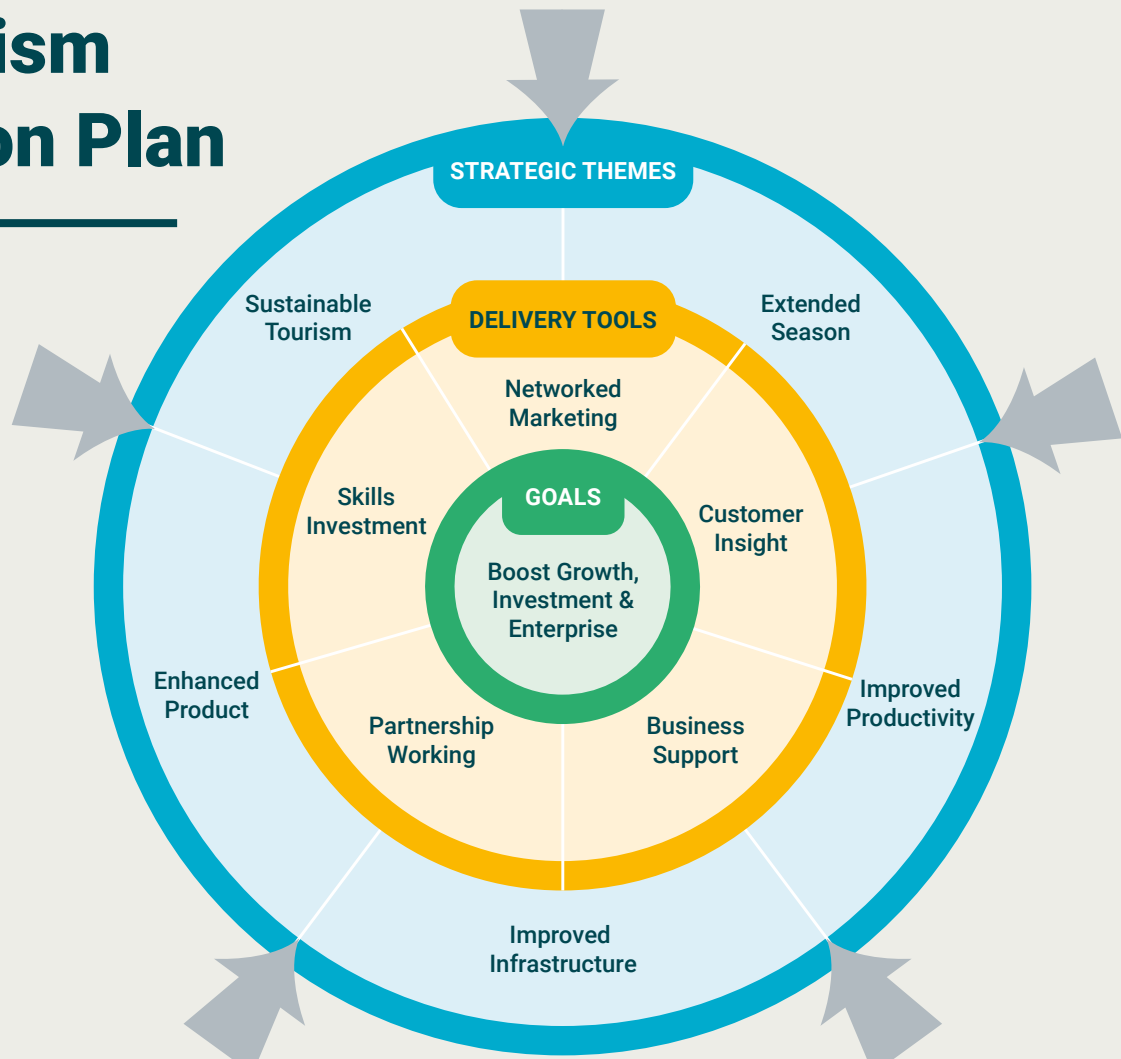 ism
on Plan
STRATEGIC THEMES
Sustainable
Tourism
Extended
Season
DELIVERY TOOLS
Networked
Marketing
Skills
Investment
GOALS
Customer
Insight
Boost Growth,
Investment &
Enterprise
Enhanced
Product
Improved
Productivity
Partnership
Working
Business
Support
Improved
Infrastructure